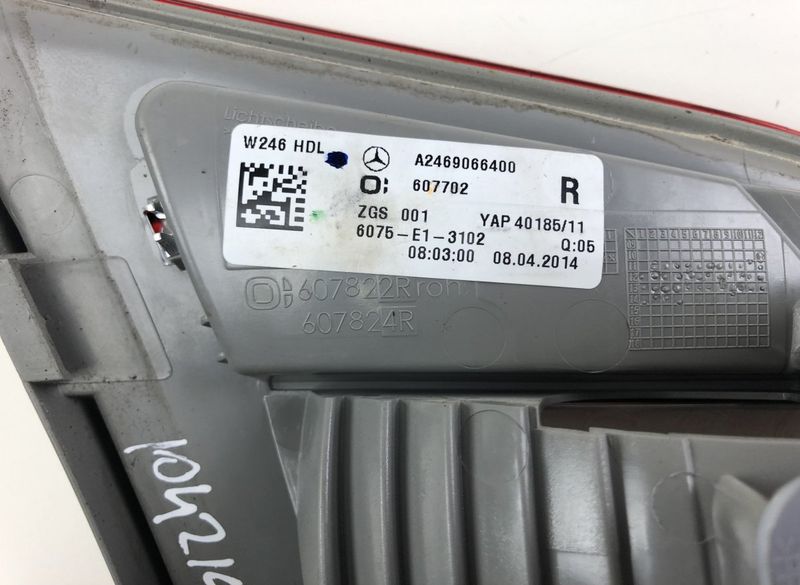 Lichtscheibe
W246 HDL A2469066400
607702 R
ZGS 001 YAP 40185/11
6075-E1-3102 Q:05
08:03:00 08.04.2014
607822R roh
607824R